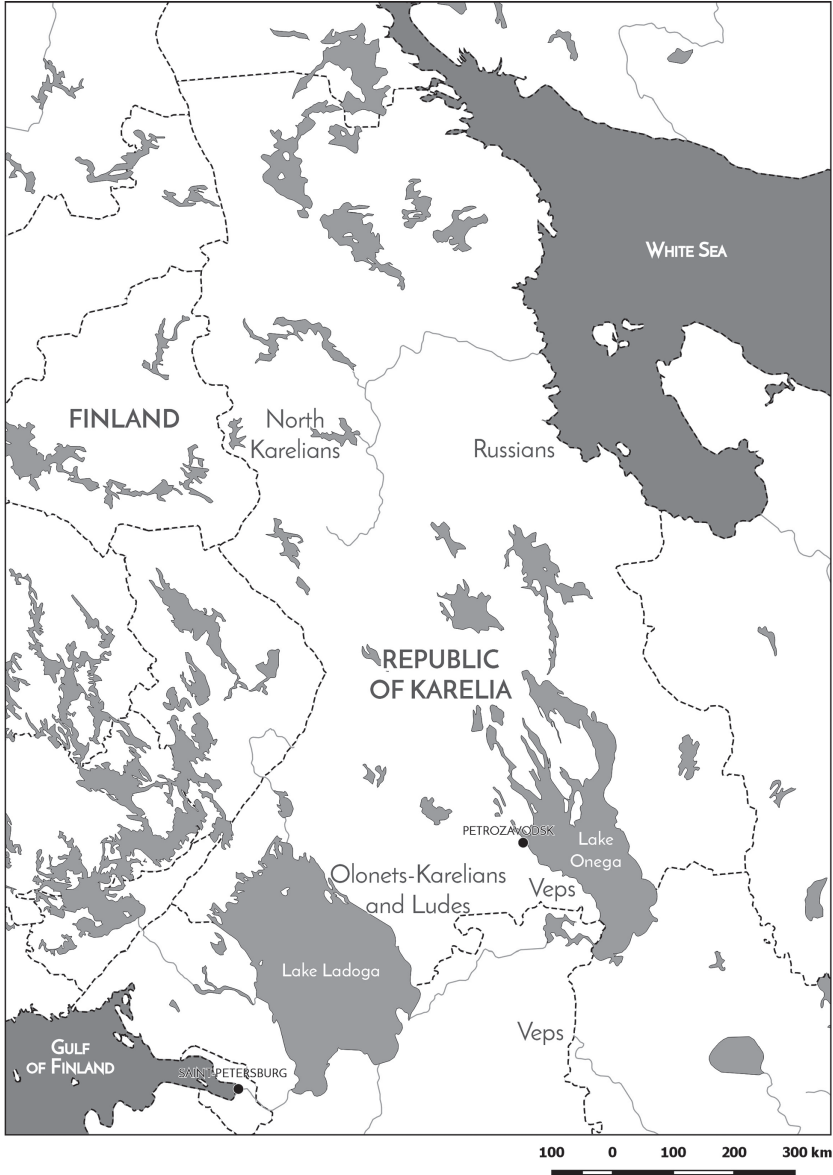 White Sea
FINLAND
North
Karelians
Russians
REPUBLIC
OF KARELIA
PETROZAVODSK
Lake
Onega
Olonets-Karelians
and Ludes
Veps
Lake Ladoga
Veps
Gulf
of Finland
SAINT-PETERSBURG
100 0 100 200 300 km